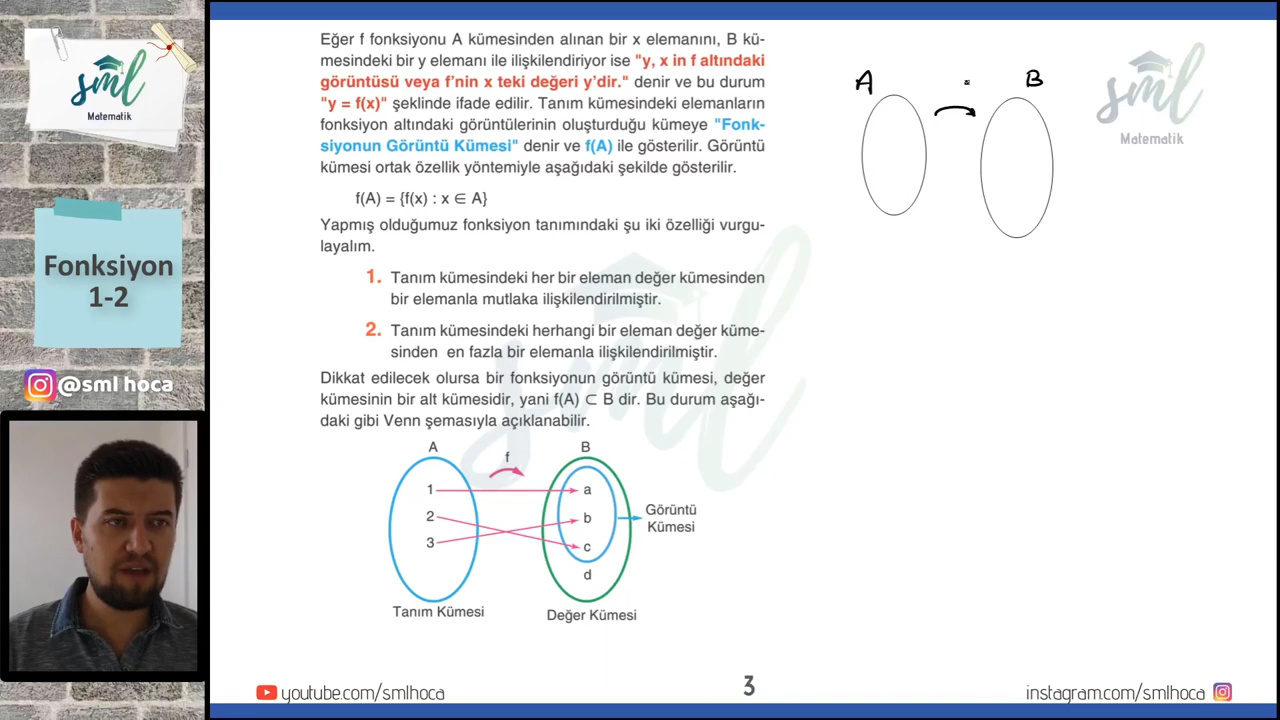 sml
Matematik
Fonksiyon
1-2
@sml hoca
Eğer f fonksiyonu A kümesinden alınan bir x elemanını, B kü-
mesindeki bir y elemanı ile ilişkilendiriyor ise "y, x in f altındaki
görüntüsü veya f'nin x teki değeri y'dir." denir ve bu durum
"y = f(x)" şeklinde ifade edilir. Tanım kümesindeki elemanların
fonksiyon altındaki görüntülerinin oluşturduğu kümeye "Fonk-
siyonun Görüntü Kümesi" denir ve f(A) ile gösterilir. Görüntü
kümesi ortak özellik yöntemiyle aşağıdaki şekilde gösterilir.
f(A) = {f(x) : x ∈ A}
Yapmış olduğumuz fonksiyon tanımındaki şu iki özelliği vurgu-
layalım.
1. Tanım kümesindeki her bir eleman değer kümesinden
bir elemanla mutlaka ilişkilendirilmiştir.
2. Tanım kümesindeki herhangi bir eleman değer küme-
sinden en fazla bir elemanla ilişkilendirilmiştir.
Dikkat edilecek olursa bir fonksiyonun görüntü kümesi, değer
kümesinin bir alt kümesidir, yani f(A) ⊂ B dir. Bu durum aşağı-
daki gibi Venn şemasıyla açıklanabilir.
A
f
B
1
a
2
b
3
c
d
Görüntü
Kümesi
Tanım Kümesi
Değer Kümesi
A
B
sml
Matematik
sml
youtube.com/smlhoca
3
instagram.com/smlhoca